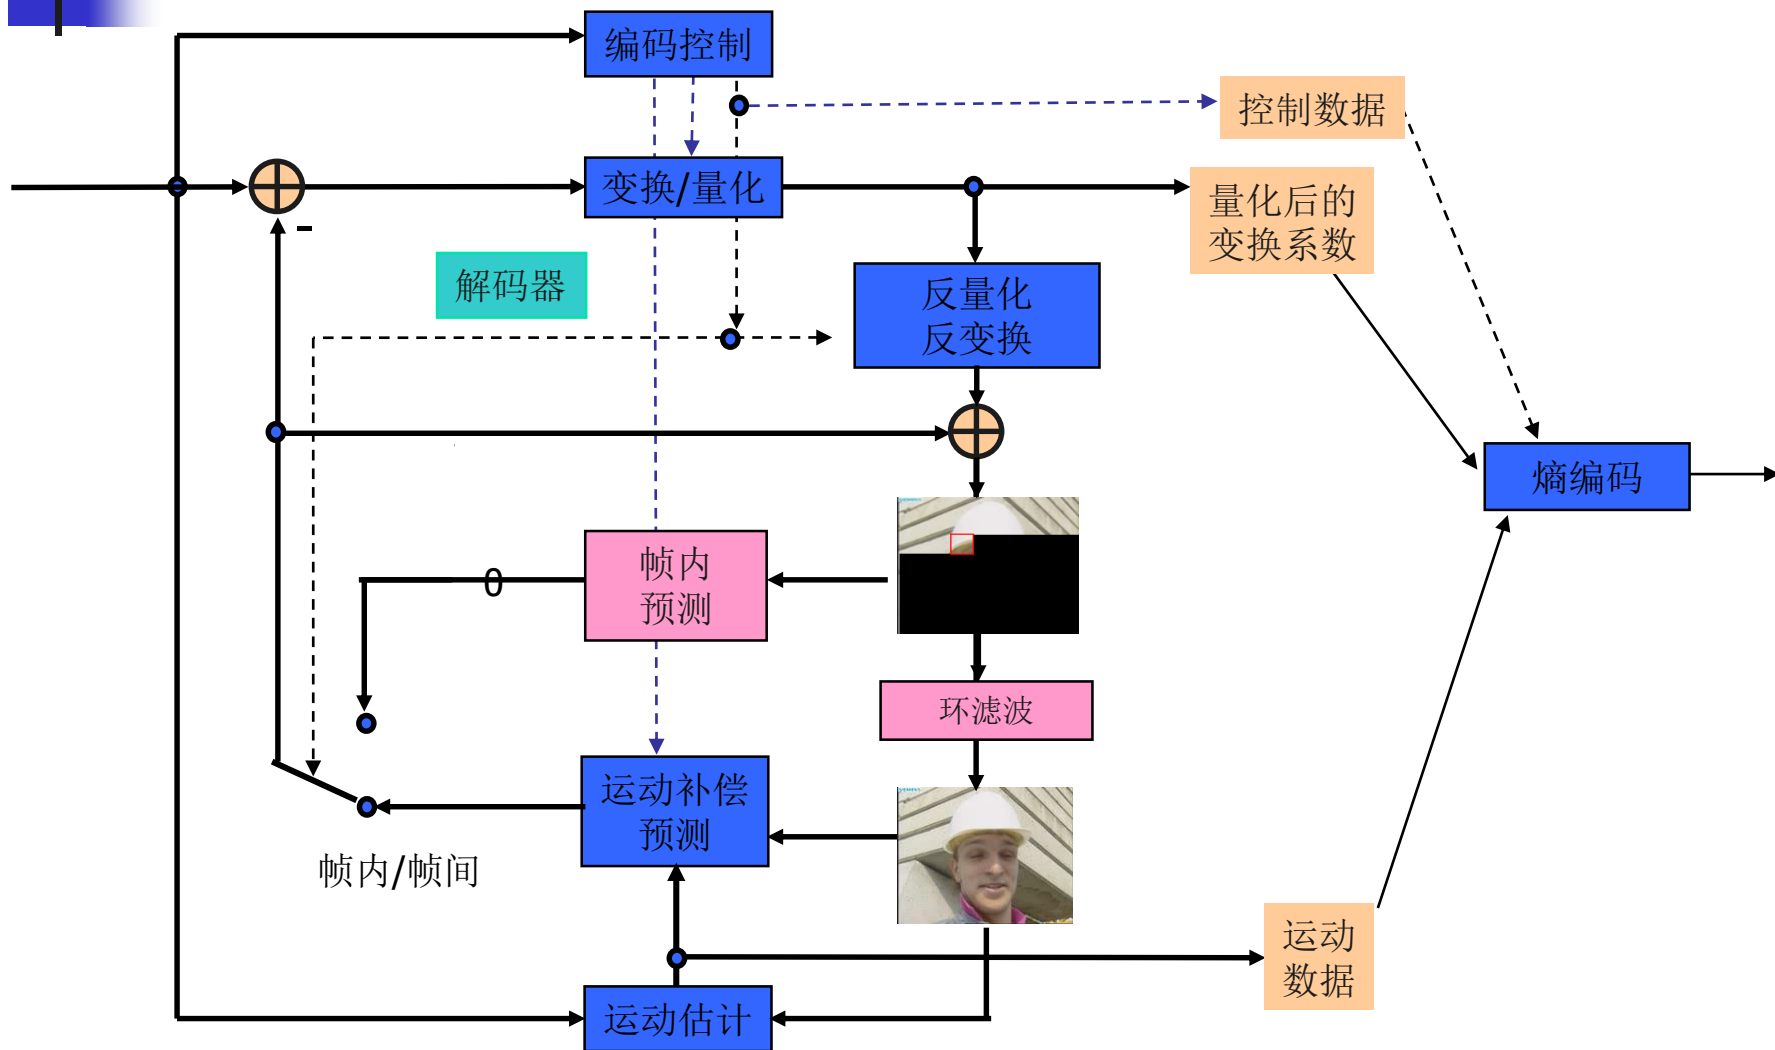 编码控制
控制数据
变换/量化
量化后的
变换系数
-
解码器
反量化
反变换
熵编码
帧内
预测
0
环滤波
运动补偿
预测
帧内/帧间
运动
数据
运动估计